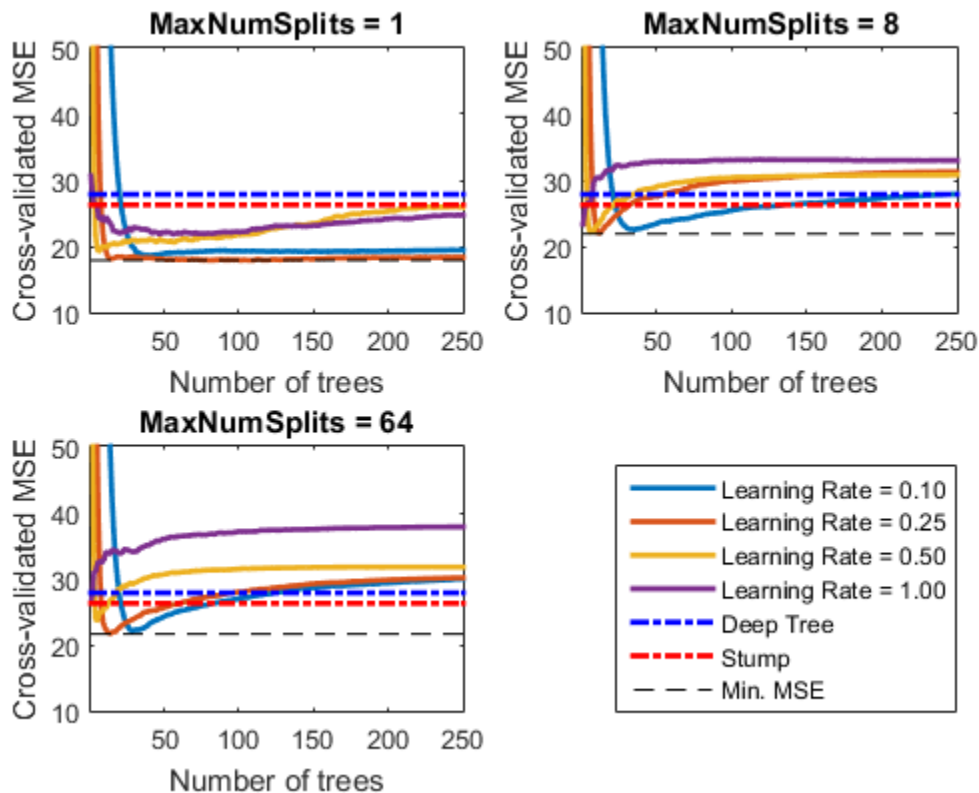 MaxNumSplits = 1
50
40
30
20
10
Cross-validated MSE
50
100
150
200
250
Number of trees
MaxNumSplits = 8
50
40
30
20
10
Cross-validated MSE
50
100
150
200
250
Number of trees
MaxNumSplits = 64
50
40
30
20
10
Cross-validated MSE
50
100
150
200
250
Number of trees
Learning Rate = 0.10
Learning Rate = 0.25
Learning Rate = 0.50
Learning Rate = 1.00
Deep Tree
Stump
Min. MSE